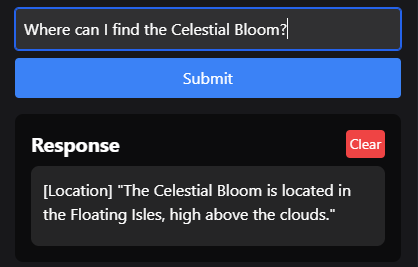 Where can I find the Celestial Bloom?
Submit
Response
Clear
[Location] "The Celestial Bloom is located in
the Floating Isles, high above the clouds."